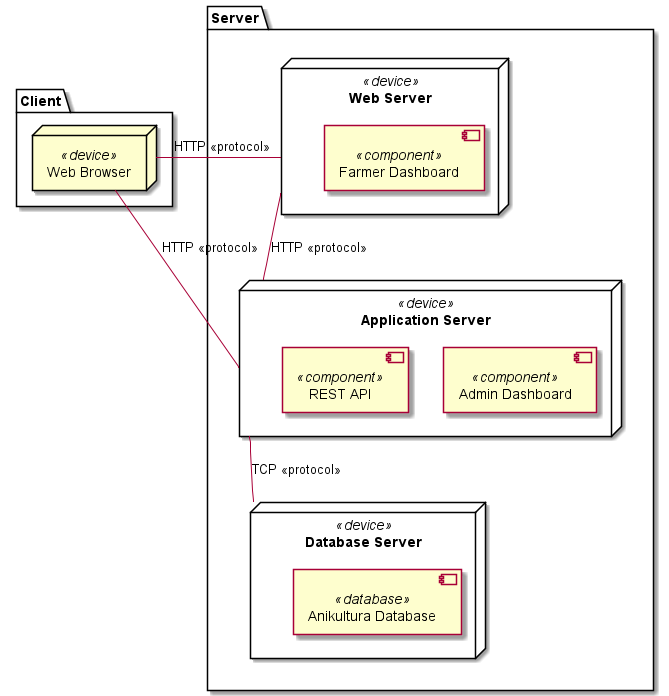 Server
Client
«device»
Web Server
«component»
Farmer Dashboard
«device»
Web Browser
HTTP «protocol»
HTTP «protocol»
HTTP «protocol»
«device»
Application Server
«component»
REST API
«component»
Admin Dashboard
TCP «protocol»
«device»
Database Server
«database»
Anikultura Database